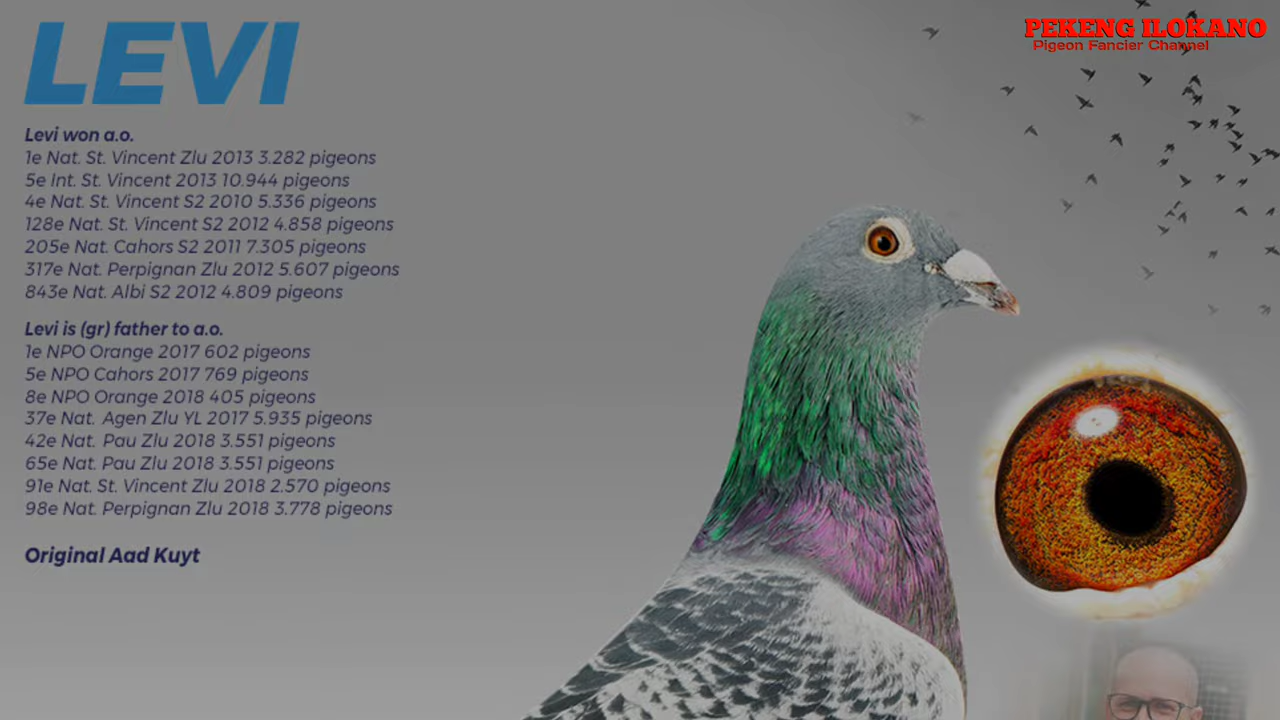 LEVI
PEKENG ILOKANO
Pigeon Fancier Channel
Levi won a.o.
1e Nat. St. Vincent Zlu 2013 3.282 pigeons
5e Int. St. Vincent 2013 10.944 pigeons
4e Nat. St. Vincent S2 2010 5.336 pigeons
128e Nat. St. Vincent S2 2012 4.858 pigeons
205e Nat. Cahors S2 2011 7.305 pigeons
317e Nat. Perpignan Zlu 2012 5.607 pigeons
843e Nat. Albi S2 2012 4.809 pigeons
Levi is (gr) father to a.o.
1e NPO Orange 2017 602 pigeons
5e NPO Cahors 2017 769 pigeons
8e NPO Orange 2018 405 pigeons
37e Nat. Agen Zlu YL 2017 5.935 pigeons
42e Nat. Pau Zlu 2018 3.551 pigeons
65e Nat. Pau Zlu 2018 3.551 pigeons
91e Nat. St. Vincent Zlu 2018 2.570 pigeons
98e Nat. Perpignan Zlu 2018 3.778 pigeons
Original Aad Kuyt